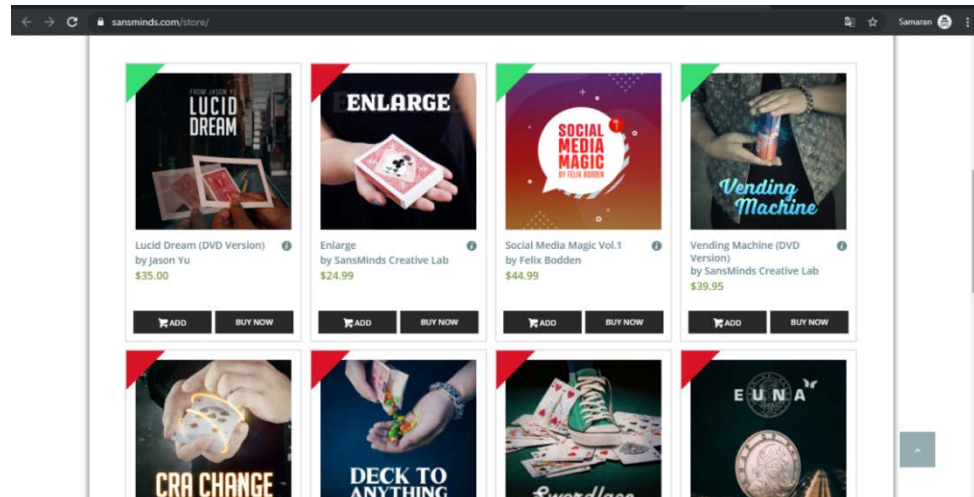 sansminds.com/store/
Samaran
FROM JASON YU
LUCID
DREAM
ENLARGE
SOCIAL
MEDIA
MAGIC
BY FELIX BODDEN
1
Vending
Machine
Lucid Dream (DVD Version)
by Jason Yu
$35.00
ADD
BUY NOW
Enlarge
by SansMinds Creative Lab
$24.99
ADD
BUY NOW
Social Media Magic Vol.1
by Felix Bodden
$44.99
ADD
BUY NOW
Vending Machine (DVD
Version)
by SansMinds Creative Lab
$39.95
ADD
BUY NOW
CRA CHANGE
DECK TO
ANYTHING
Swordlace
EUNA